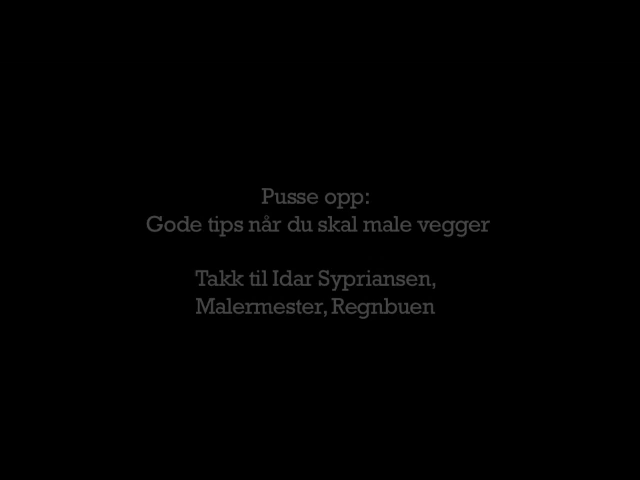 Pusse opp:
Gode tips når du skal male vegger
Takk til Idar Sypriansen,
Malermester, Regnbuen